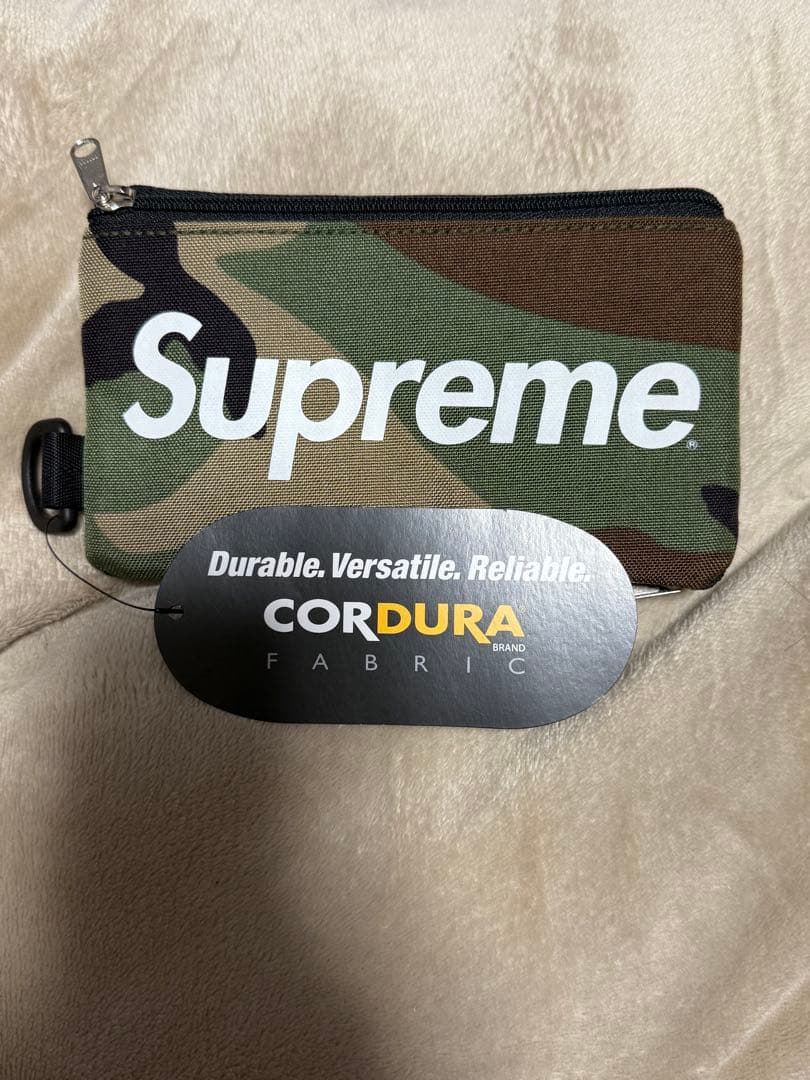 Supreme®
Durable. Versatile. Reliable.
CORDURA
BRAND
FABRIC